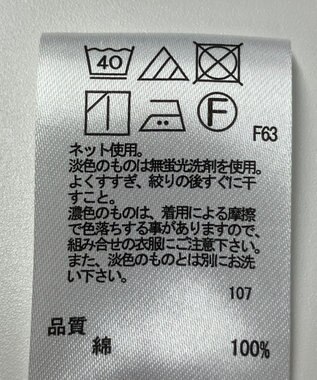 40
F
F63
ネット使用。
淡色のものは無蛍光洗剤を使用。
よくすすぎ、絞りの後すぐに干
すこと。
濃色のものは、着用による摩擦
で色落ちする事がありますので、
組み合せの衣服にご注意下さい。
また、淡色のものとは別にお洗
い下さい。
107
品質
綿 100%